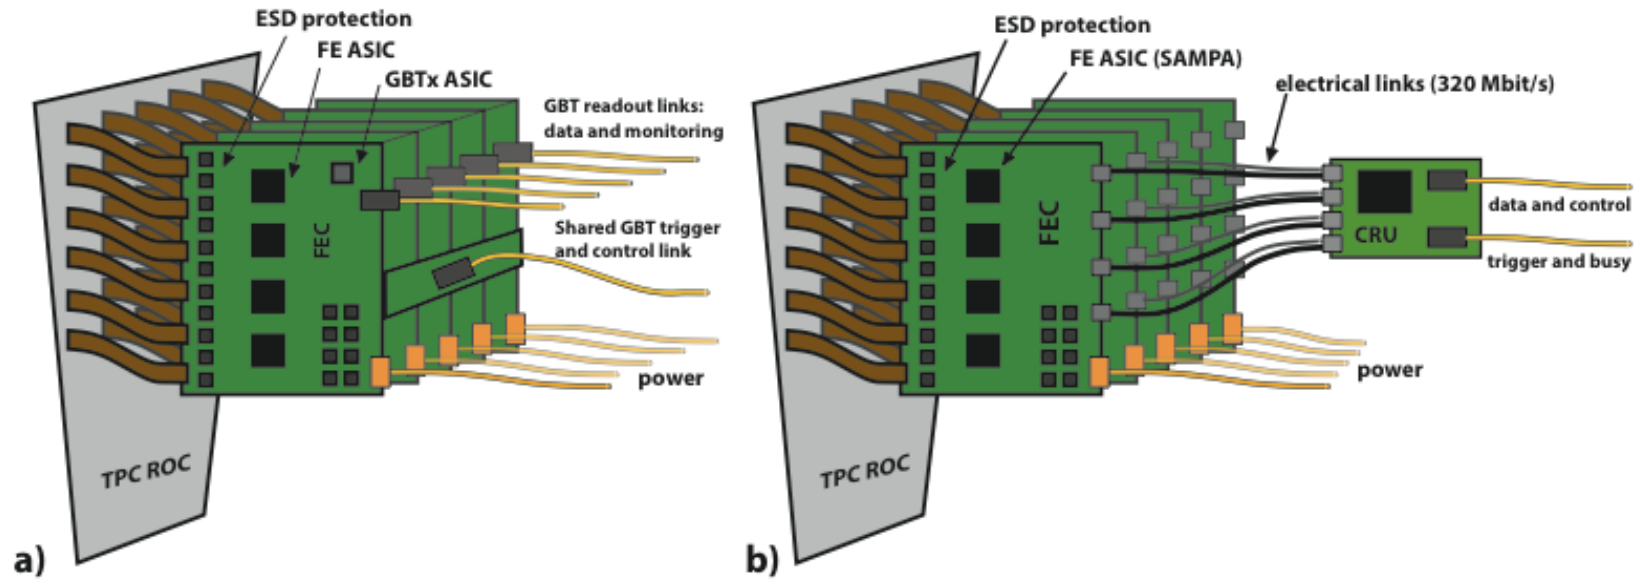 ESD protection
FE ASIC
GBTx ASIC
GBT readout links:
data and monitoring
Shared GBT trigger
and control link
FEC
power
TPC ROC
a)
ESD protection
FE ASIC (SAMPA)
electrical links (320 Mbit/s)
FEC
CRU
data and control
trigger and busy
power
TPC ROC
b)